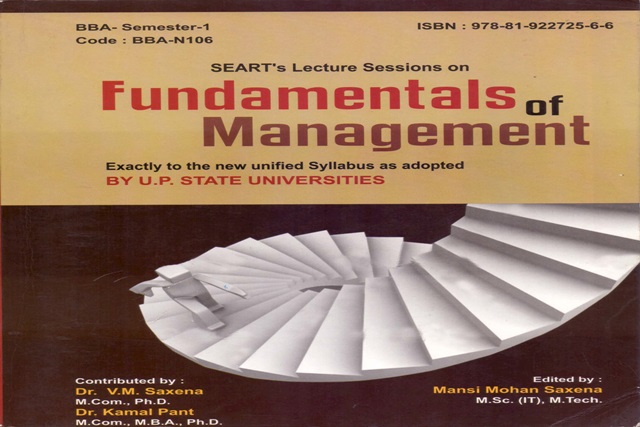 BBA- Semester-1
Code : BBA-N106
ISBN : 978-81-922725-6-6
SEART's Lecture Sessions on
Fundamentals of
Management
Exactly to the new unified Syllabus as adopted
BY U.P. STATE UNIVERSITIES
Contributed by :
Dr. V.M. Saxena
M.Com., Ph.D.
Dr. Kamal Pant
M.Com., M.B.A., Ph.D.
Edited by :
Mansi Mohan Saxena
M.Sc. (IT), M.Tech.